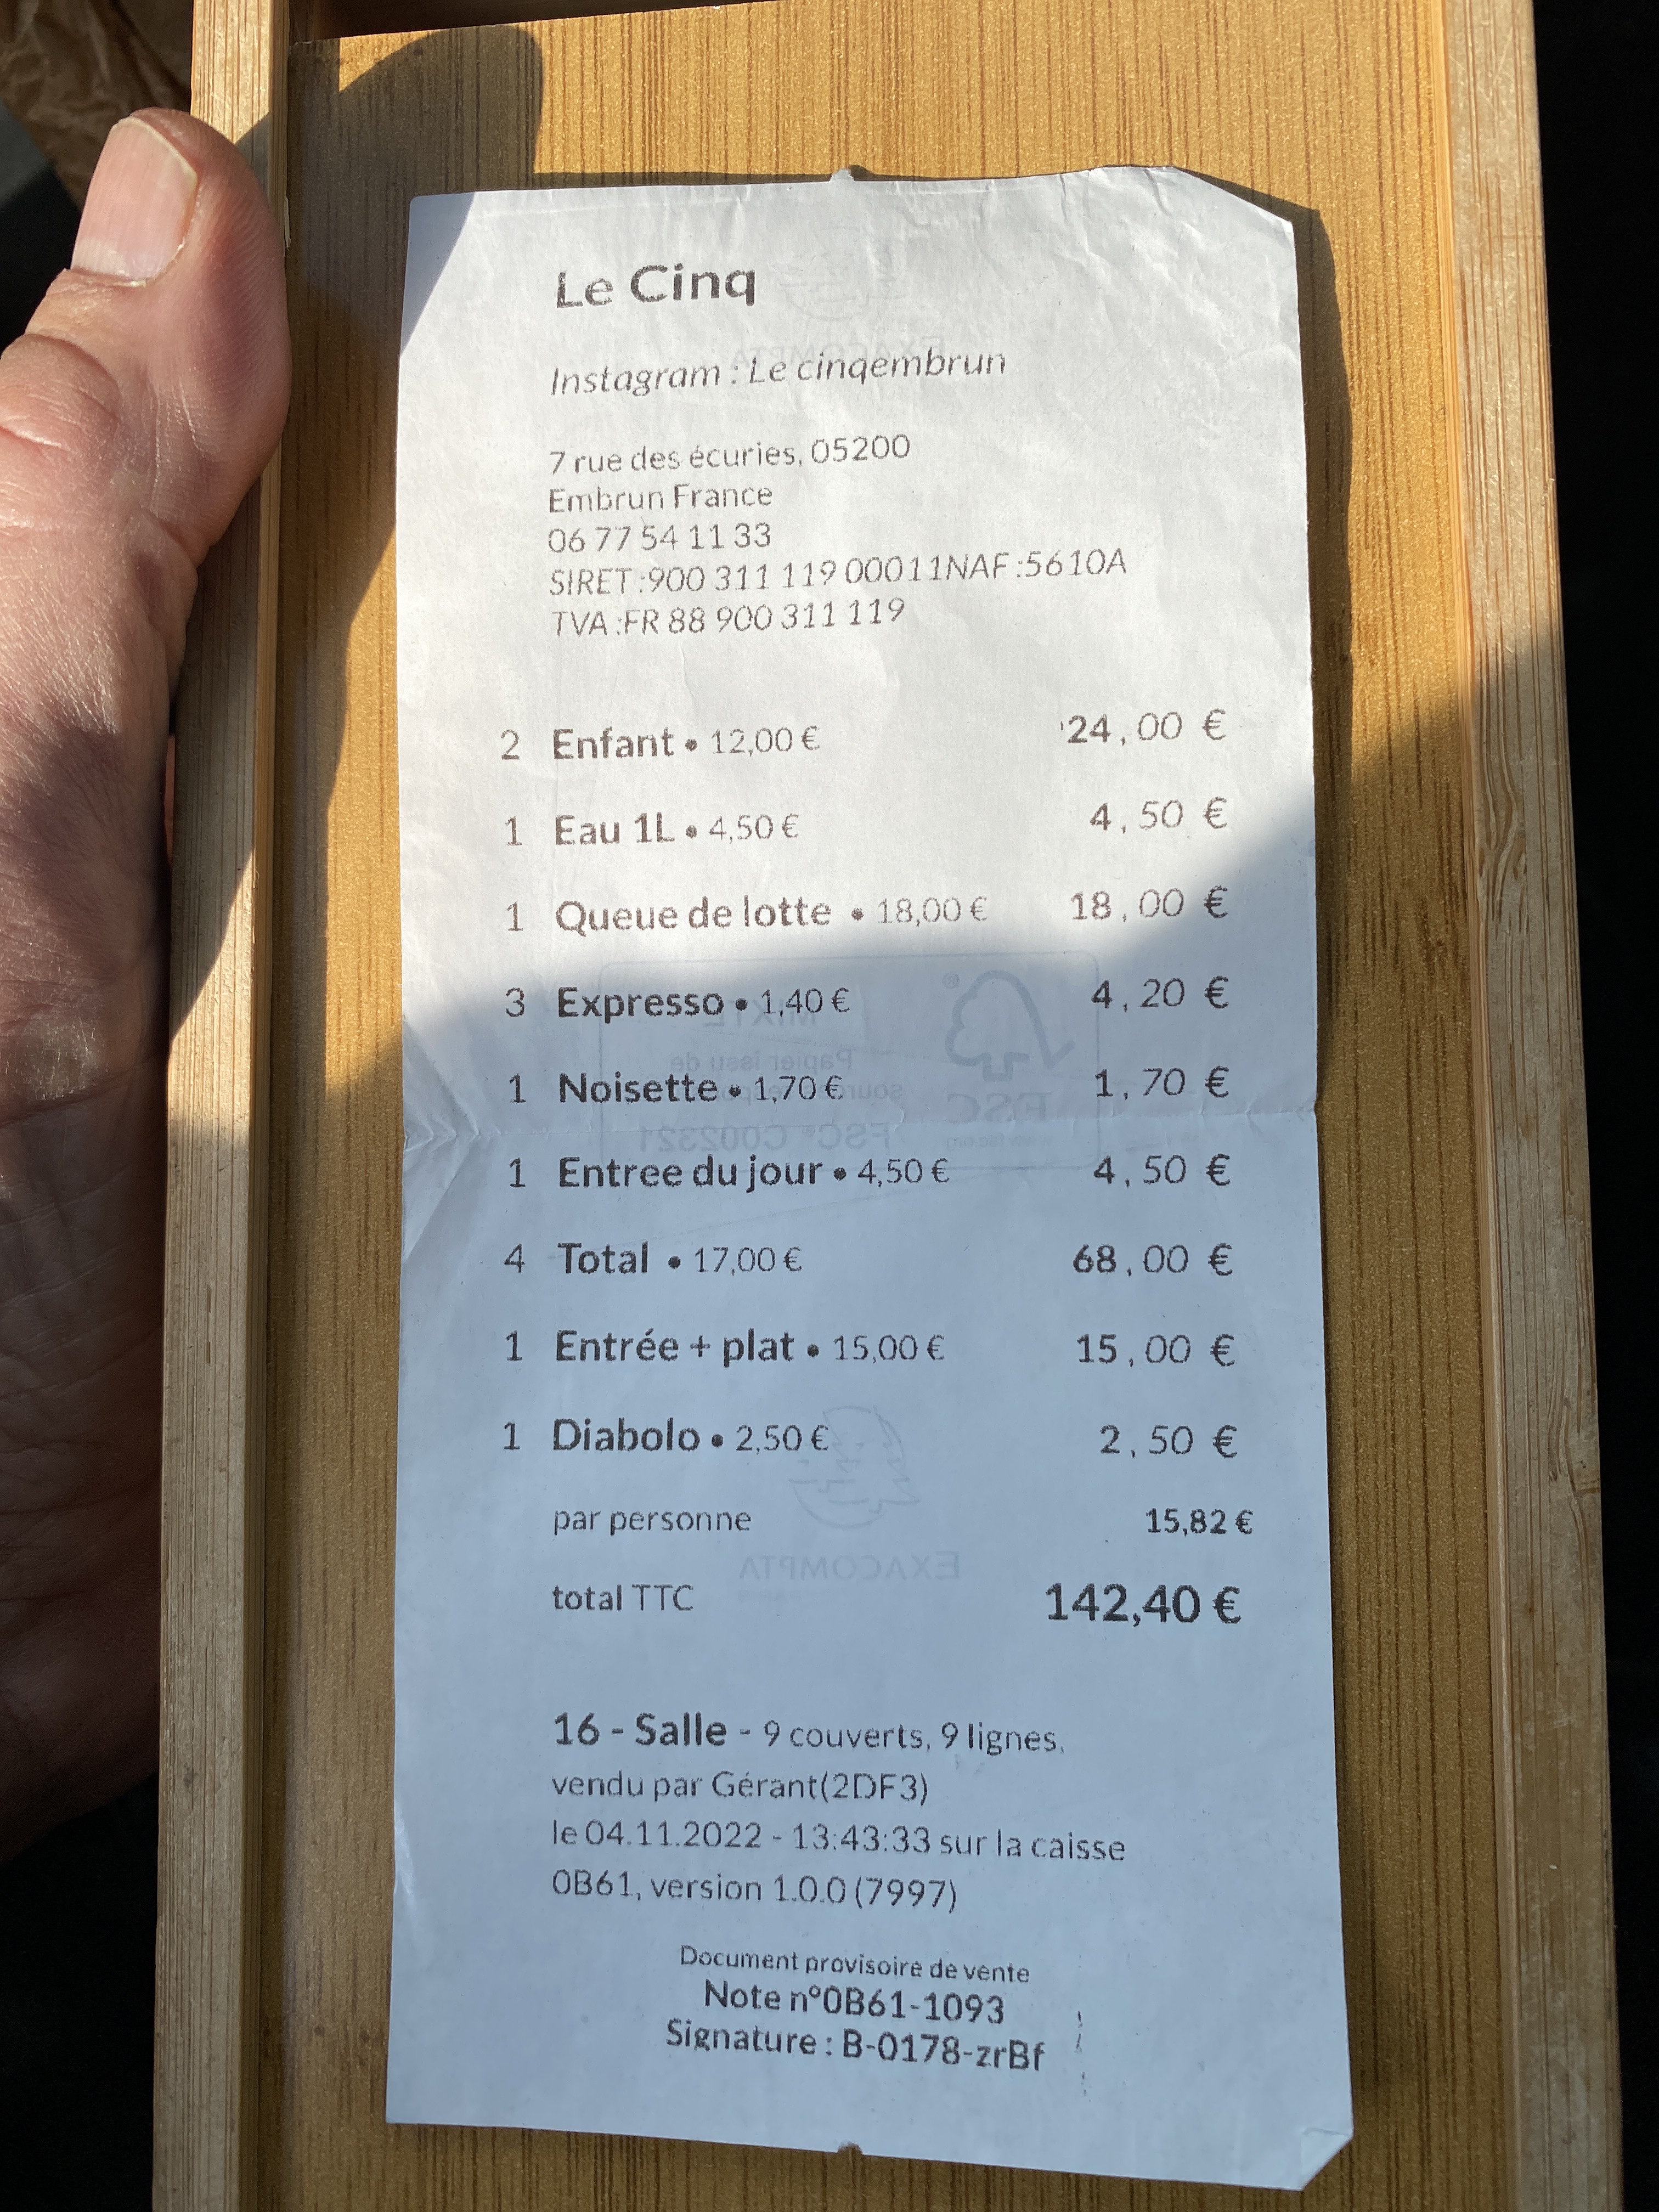 Le Cinq
Instagram : Le cinqembrun
7 rue des écuries, 05200
Embrun France
06 77 54 11 33
SIRET :900 311 119 00011NAF :5610A
TVA :FR 88 900 311 119
2 Enfant • 12,00 € 24,00 €
1 Eau 1L • 4,50 € 4,50 €
1 Queue de lotte • 18,00 € 18,00 €
3 Expresso • 1,40 € 4,20 €
1 Noisette • 1,70 € 1,70 €
1 Entree du jour • 4,50 € 4,50 €
4 Total • 17,00 € 68,00 €
1 Entrée + plat • 15,00 € 15,00 €
1 Diabolo • 2,50 € 2,50 €
par personne 15,82 €
EXACOMPTA
total TTC 142,40 €
16 - Salle - 9 couverts, 9 lignes,
vendu par Gérant(2DF3)
le 04.11.2022 - 13:43:33 sur la caisse
0B61, version 1.0.0 (7997)
Document provisoire de vente
Note n°0B61-1093
Signature : B-0178-zrBf